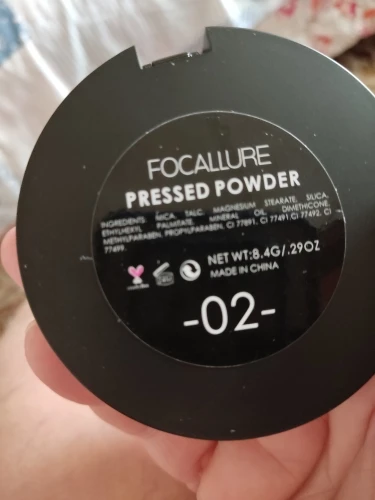 FOCALLURE
PRESSED POWDER
INGREDIENTS: MICA, TALC, MAGNESIUM STEARATE, SILICA,
ETHYLHEXYL PALMITATE, MINERAL OIL, DIMETHICONE,
METHYLPARABEN, PROPYLPARABEN, CI 77891, CI 77491, CI 77492, CI
77499.
NET WT:8.4G/.29OZ
MADE IN CHINA
-02-